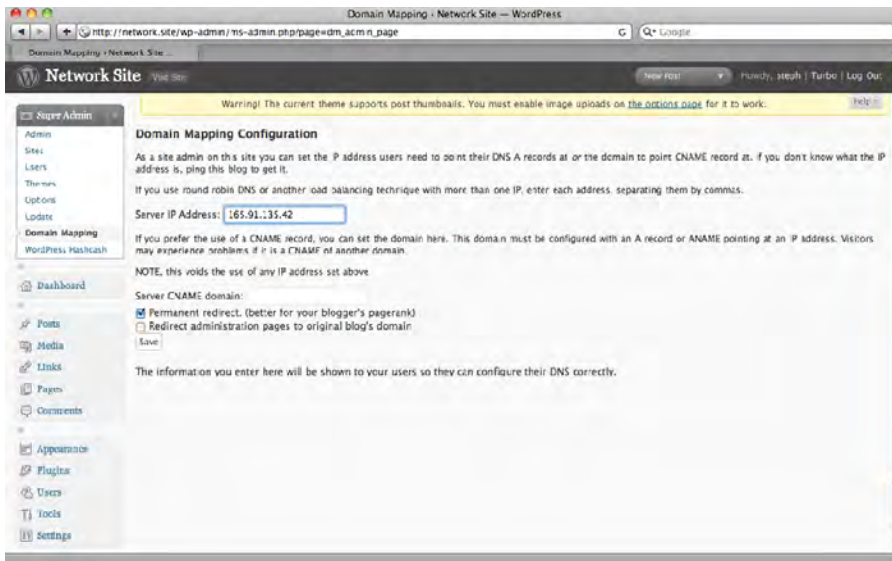 Domain Mapping › Network Site — WordPress
http://network.site/wp-admin/ms-admin.php?page=dm_admin_page
Google
Domain Mapping › Network Site ...
Network Site Visit Site
New Post
Howdy, steph | Turbo | Log Out
Warning! The current theme supports post thumbnails. You must enable image uploads on the options page for it to work.
Help
Super Admin
Admin
Sites
Users
Themes
Options
Update
Domain Mapping
WordPress Hashcash
Dashboard
Posts
Media
Links
Pages
Comments
Appearance
Plugins
Users
Tools
Settings
Domain Mapping Configuration
As a site admin on this site you can set the IP address users need to point their DNS A records at or the domain to point CNAME record at. If you don't know what the IP
address is, ping this blog to get it.
If you use round robin DNS or another load balancing technique with more than one IP, enter each address, separating them by commas.
Server IP Address: 165.91.135.42
If you prefer the use of a CNAME record, you can set the domain here. This domain must be configured with an A record or ANAME pointing at an IP address. Visitors
may experience problems if it is a CNAME of another domain.
NOTE, this voids the use of any IP address set above
Server CNAME domain:
Permanent redirect. (better for your blogger's pagerank)
Redirect administration pages to original blog's domain
Save
The information you enter here will be shown to your users so they can configure their DNS correctly.